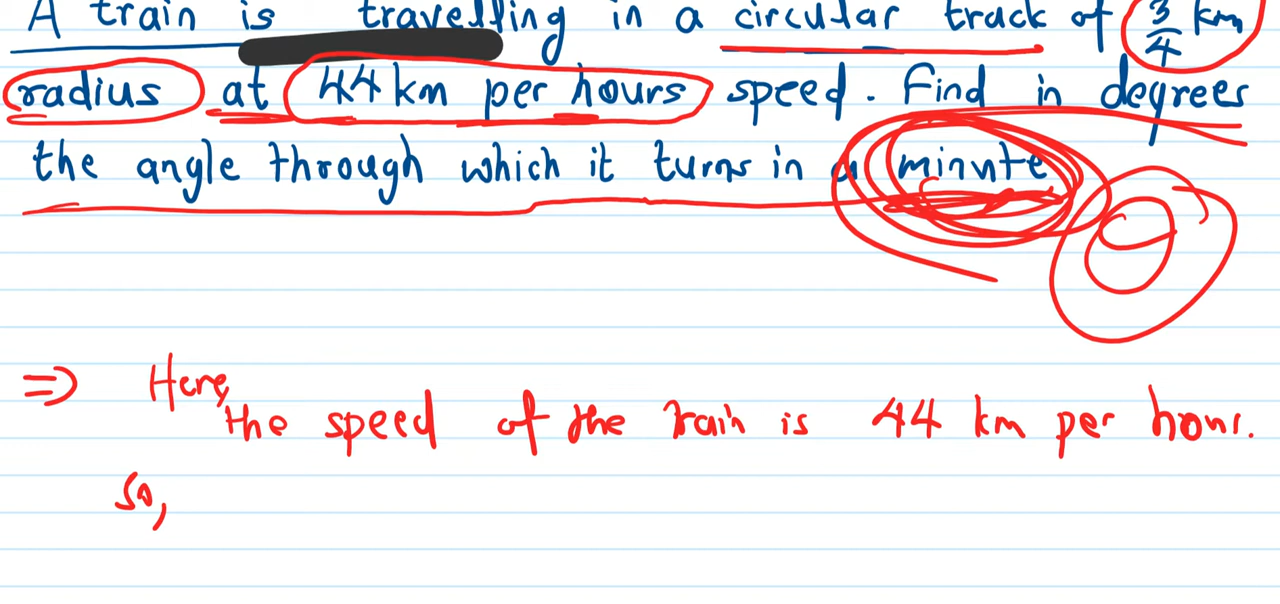 A train is travelling in a circular track of 3/4 km
radius at 44 km per hours speed. Find in degrees
the angle through which it turns in a minute
=> Here,
the speed of the train is 44 km per hour.
so,